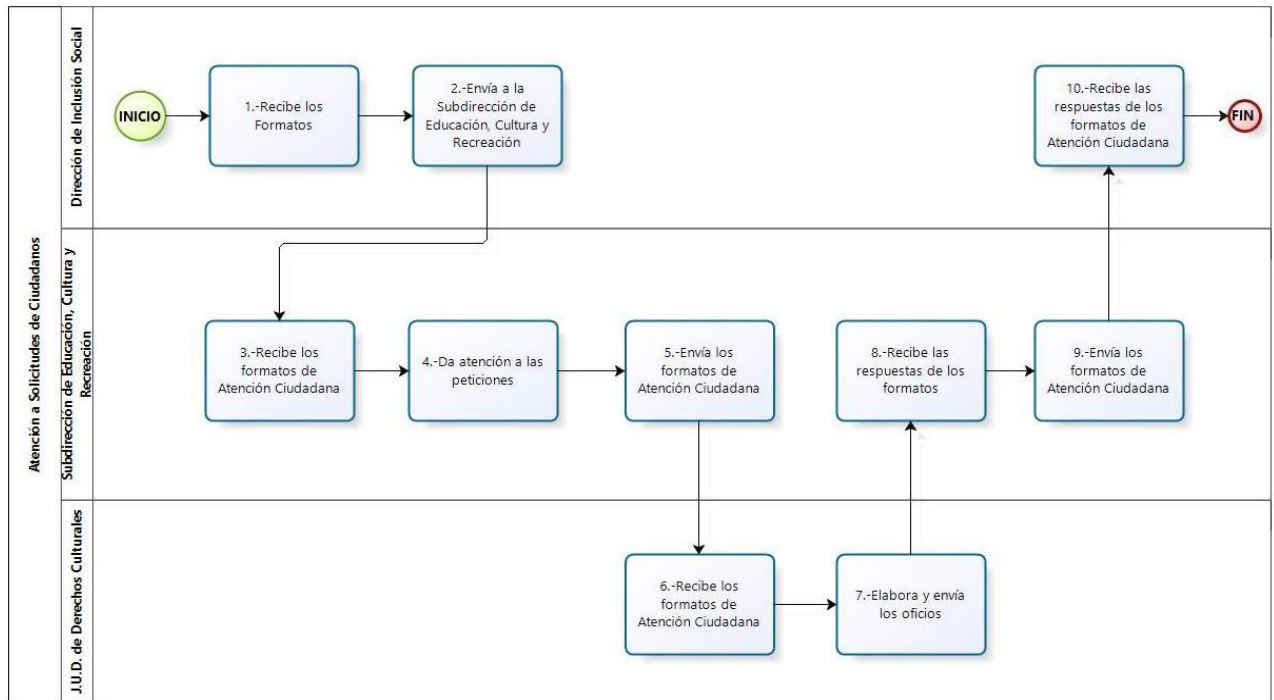 Atención a Solicitudes de Ciudadanos
Dirección de Inclusión Social
INICIO
1.-Recibe los
Formatos
2.-Envía a la
Subdirección de
Educación, Cultura y
Recreación
10.-Recibe las
respuestas de los
formatos de
Atención Ciudadana
FIN
Subdirección de Educación, Cultura y
Recreación
3.-Recibe los
formatos de
Atención Ciudadana
4.-Da atención a las
peticiones
5.-Envía los
formatos de
Atención Ciudadana
8.-Recibe las
respuestas de los
formatos
9.-Envía los
formatos de
Atención Ciudadana
J.U.D. de Derechos Culturales
6.-Recibe los
formatos de
Atención Ciudadana
7.-Elabora y envía
los oficios